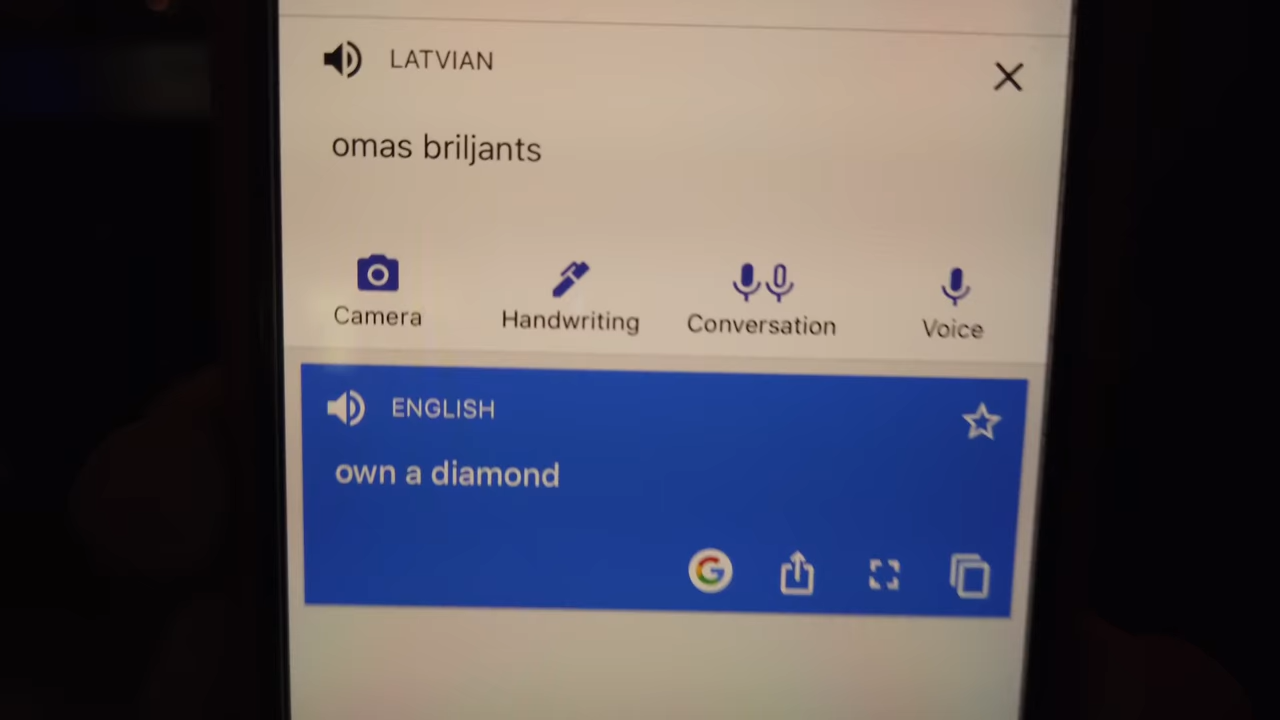 LATVIAN
omas briljants
Camera
Handwriting
Conversation
Voice
ENGLISH
own a diamond
G